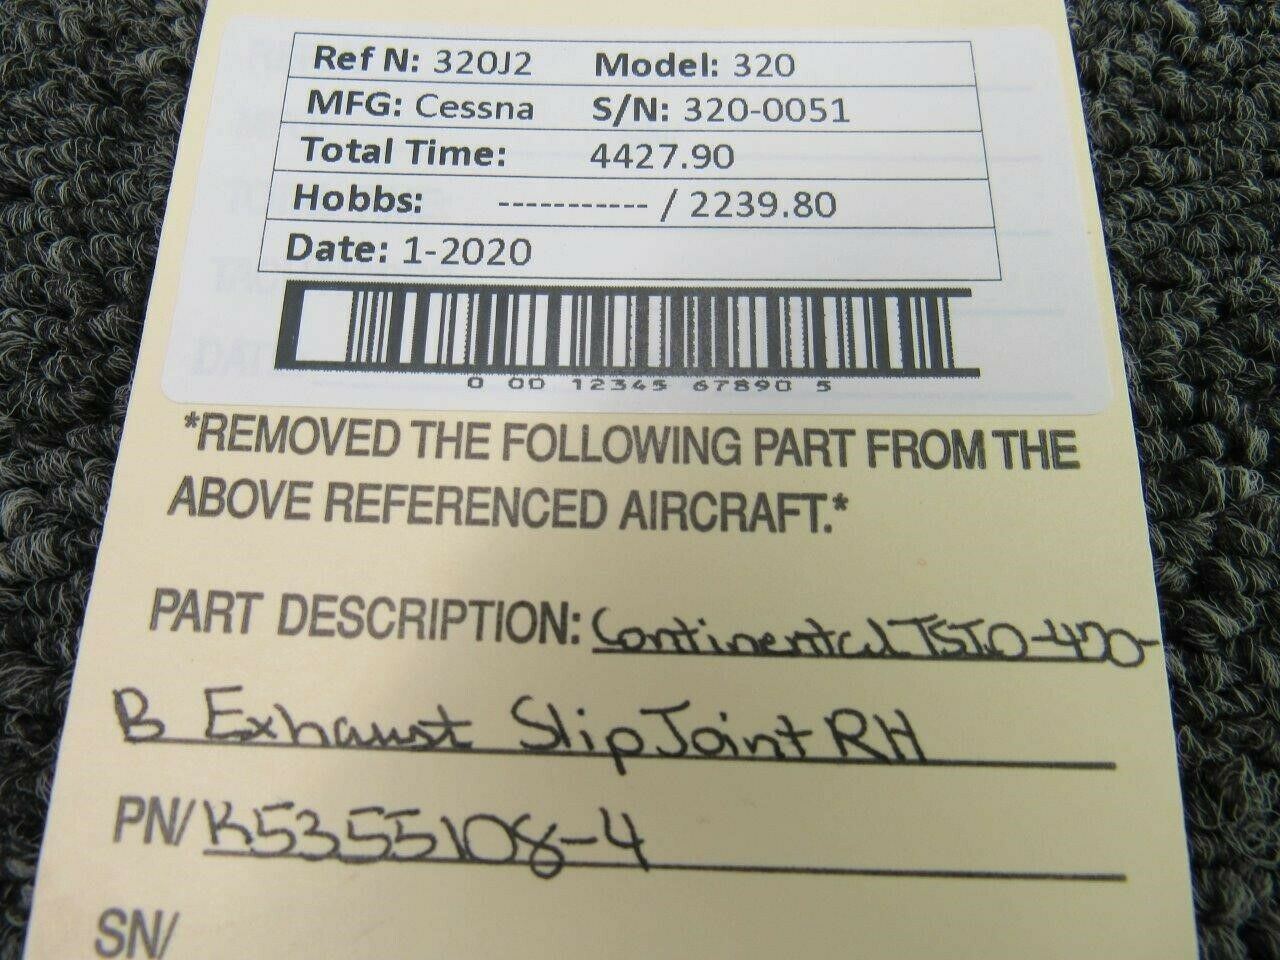 Ref N: 320J2 Model: 320
MFG: Cessna S/N: 320-0051
Total Time: 4427.90
Hobbs: ----------- / 2239.80
Date: 1-2020
0 00 12345 67890 5
*REMOVED THE FOLLOWING PART FROM THE
ABOVE REFERENCED AIRCRAFT.*
PART DESCRIPTION: Continental TSIO-470-
B Exhaust Slip Joint RH
PN/ K5355108-4
SN/